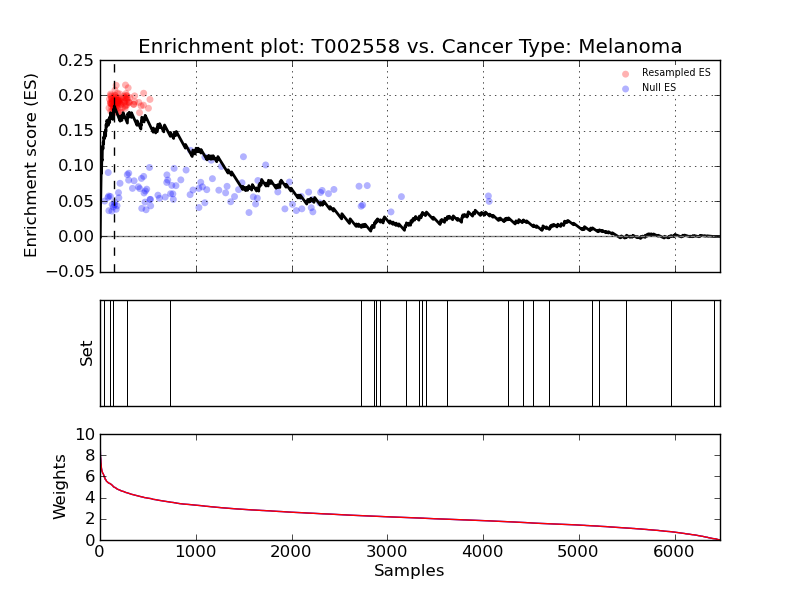 Enrichment plot: T002558 vs. Cancer Type: Melanoma
Enrichment score (ES)
0.25
0.20
0.15
0.10
0.05
0.00
−0.05
Resampled ES
Null ES
Set
Weights
10
8
6
4
2
0
0 1000 2000 3000 4000 5000 6000
Samples